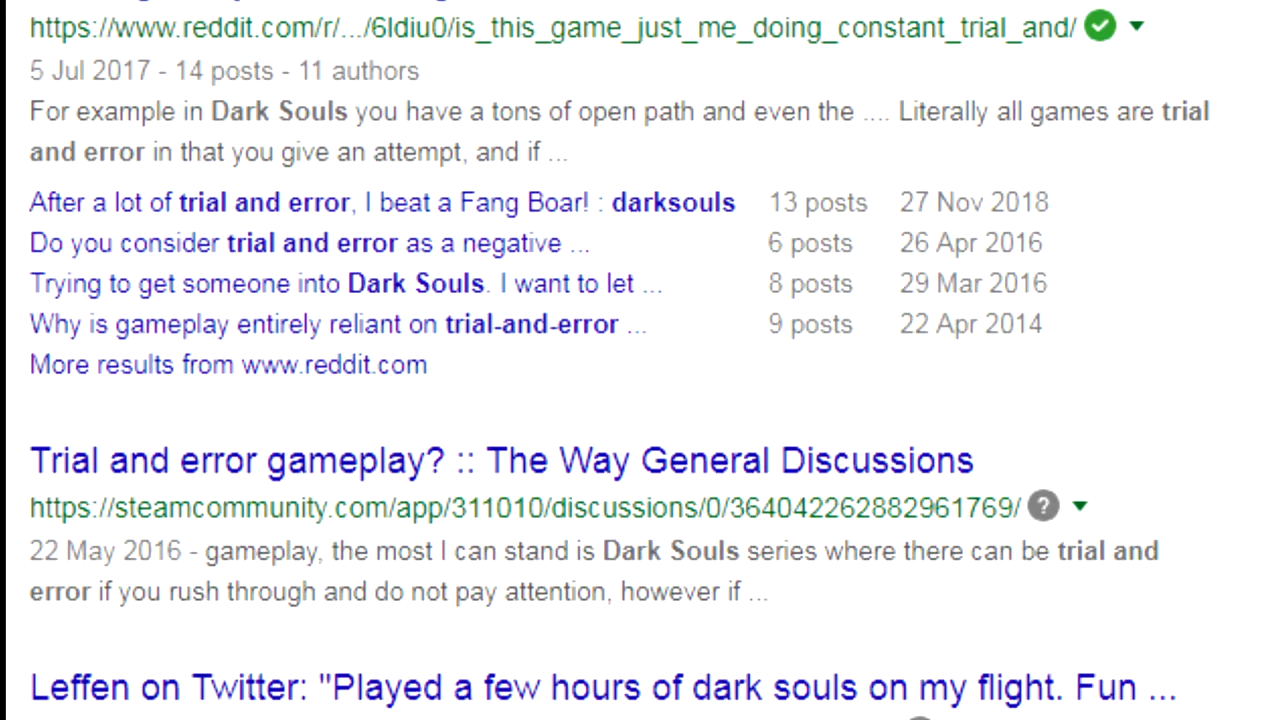 https://www.reddit.com/r/.../6ldiu0/is_this_game_just_me_doing_constant_trial_and/
5 Jul 2017 - 14 posts - 11 authors
For example in Dark Souls you have a tons of open path and even the .... Literally all games are trial
and error in that you give an attempt, and if ...
After a lot of trial and error, I beat a Fang Boar! : darksouls 13 posts 27 Nov 2018
Do you consider trial and error as a negative ... 6 posts 26 Apr 2016
Trying to get someone into Dark Souls. I want to let ... 8 posts 29 Mar 2016
Why is gameplay entirely reliant on trial-and-error ... 9 posts 22 Apr 2014
More results from www.reddit.com
Trial and error gameplay? :: The Way General Discussions
https://steamcommunity.com/app/311010/discussions/0/364042262882961769/ ?
22 May 2016 - gameplay, the most I can stand is Dark Souls series where there can be trial and
error if you rush through and do not pay attention, however if ...
Leffen on Twitter: "Played a few hours of dark souls on my flight. Fun ...